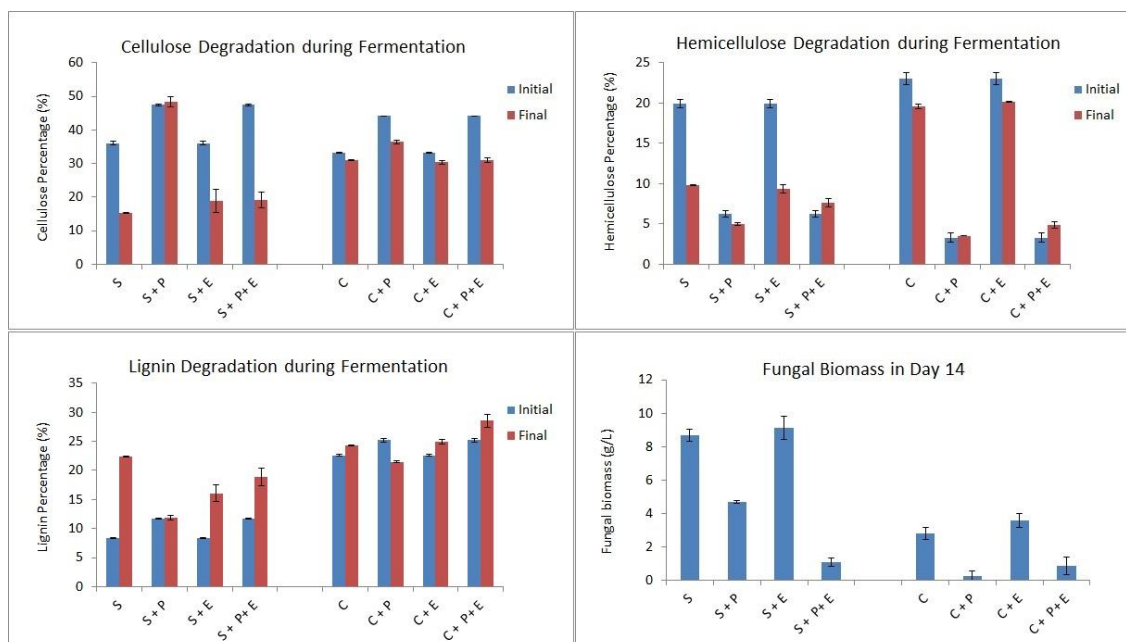 Cellulose Degradation during Fermentation
Cellulose Percentage (%)
60
50
40
30
20
10
0
S
S + P
S + E
S + P + E
C
C + P
C + E
C + P + E
Initial
Final
Hemicellulose Degradation during Fermentation
Hemicellulose Percentage (%)
25
20
15
10
5
0
S
S + P
S + E
S + P + E
C
C + P
C + E
C + P + E
Initial
Final
Lignin Degradation during Fermentation
Lignin Percentage (%)
35
30
25
20
15
10
5
0
S
S + P
S + E
S + P + E
C
C + P
C + E
C + P + E
Initial
Final
Fungal Biomass in Day 14
Fungal biomass (g/L)
12
10
8
6
4
2
0
S
S + P
S + E
S + P + E
C
C + P
C + E
C + P + E